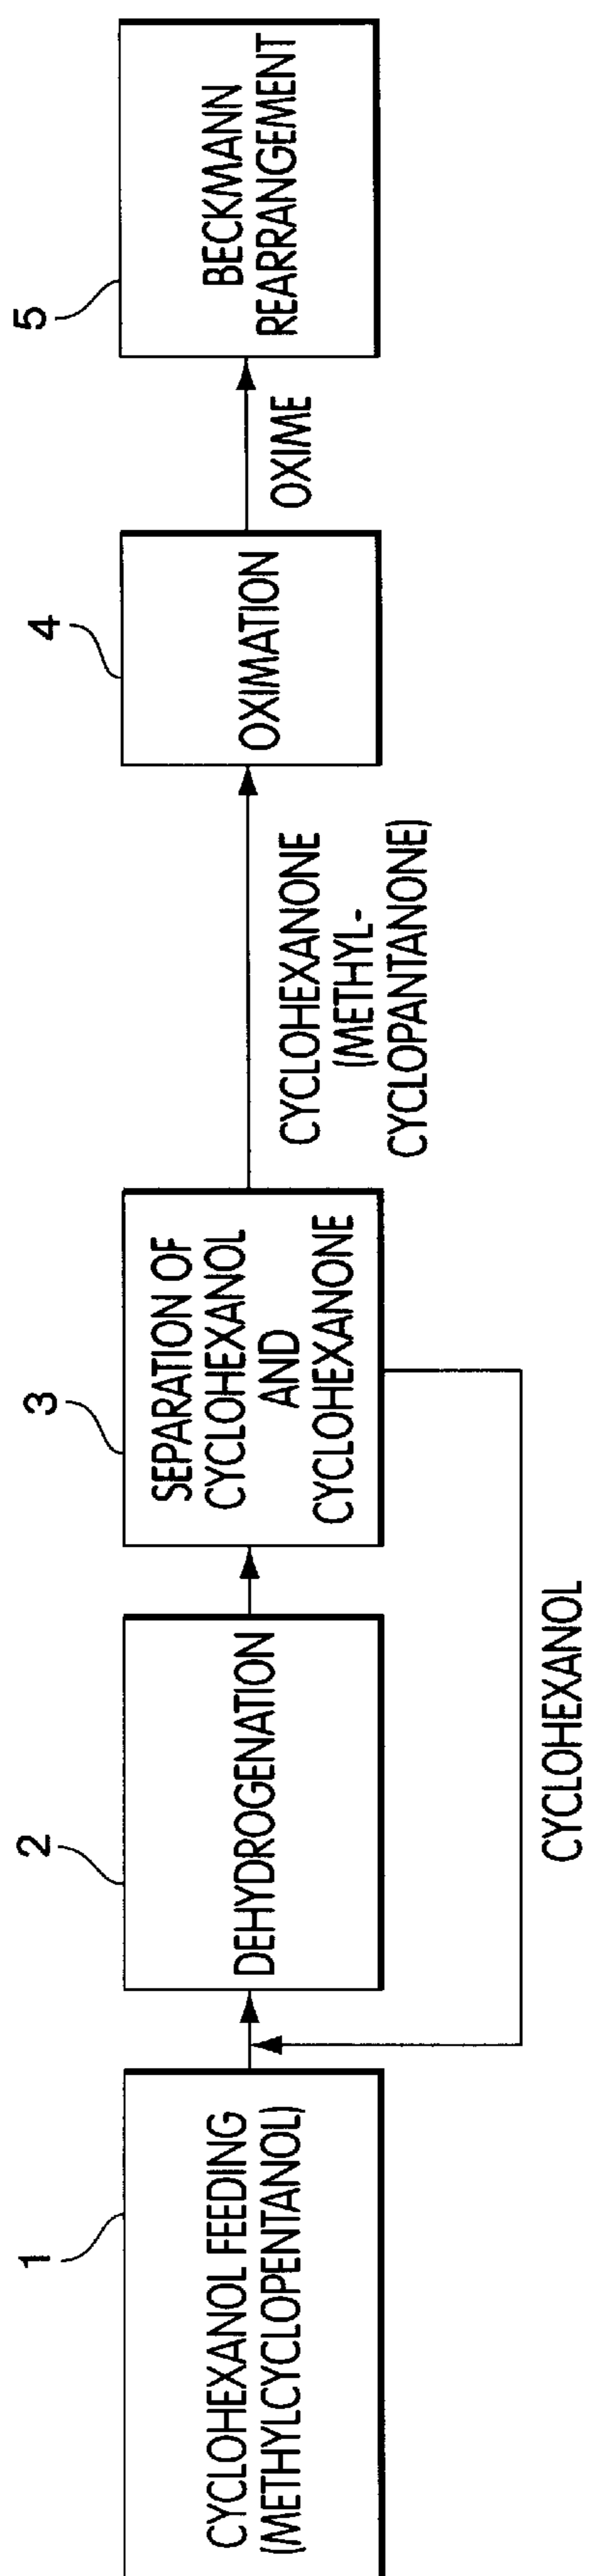 1
CYCLOHEXANOL FEEDING
(METHYLCYCLOPENTANOL)
2
DEHYDROGENATION
3
SEPARATION OF
CYCLOHEXANOL
AND
CYCLOHEXANONE
CYCLOHEXANOL
CYCLOHEXANONE
(METHYL-
CYCLOPANTANONE)
4
OXIMATION
OXIME
5
BECKMANN
REARRANGEMENT